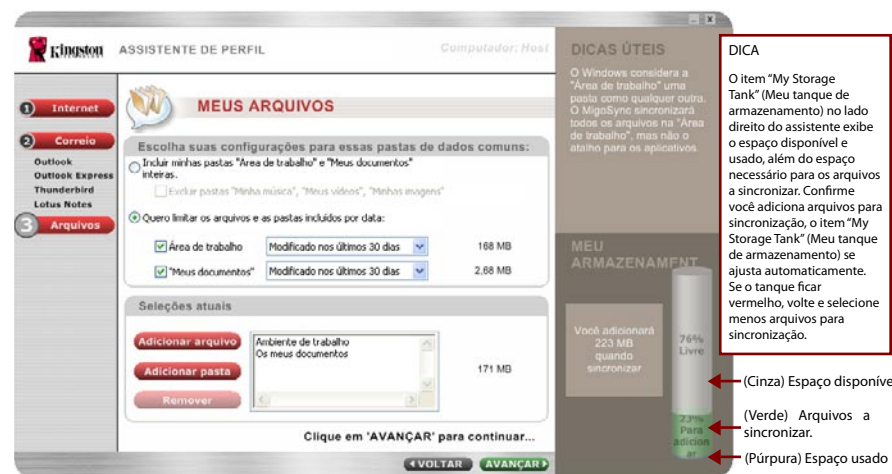 Kingston
ASSISTENTE DE PERFIL
Computador: Host
1 Internet
2 Correio
Outlook
Outlook Express
Thunderbird
Lotus Notes
3 Arquivos
MEUS ARQUIVOS
Escolha suas configurações para essas pastas de dados comuns:
Incluir minhas pastas "Área de trabalho" e "Meus documentos"
inteiras.
Excluir pastas "Minha música", "Meus vídeos", "Minhas imagens"
Quero limitar os arquivos e as pastas incluídos por data:
Área de trabalho Modificado nos últimos 30 dias 168 MB
"Meus documentos" Modificado nos últimos 30 dias 2,68 MB
Seleções atuais
Adicionar arquivo
Adicionar pasta
Remover
Ambiente de trabalho
Os meus documentos
171 MB
Clique em 'AVANÇAR' para continuar...
VOLTAR
AVANÇAR
DICAS ÚTEIS
O Windows considera a
"Área de trabalho" uma
pasta como qualquer outra.
O MigoSync sincronizará
todos os arquivos na "Área
de trabalho", mas não o
atalho para os aplicativos.
MEU
ARMAZENAMENT
Você adicionará
223 MB
quando
sincronizar
76%
Livre
23%
Para
adicion
ar
DICA
O item “My Storage
Tank” (Meu tanque de
armazenamento) no lado
direito do assistente exibe
o espaço disponível e
usado, além do espaço
necessário para os arquivos
a sincronizar. Confirme
você adiciona arquivos para
sincronização, o item “My
Storage Tank” (Meu tanque
de armazenamento) se
ajusta automaticamente.
Se o tanque ficar
vermelho, volte e selecione
menos arquivos para
sincronização.
(Cinza) Espaço disponíve
(Verde) Arquivos a
sincronizar.
(Púrpura) Espaço usado